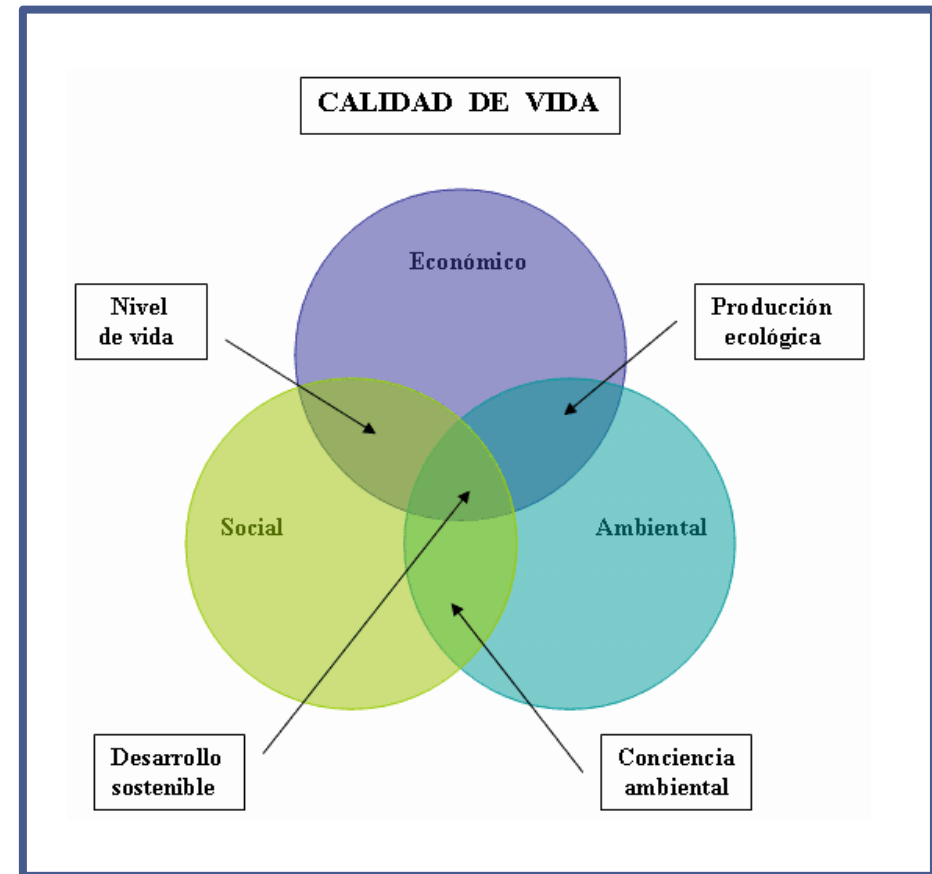 CALIDAD DE VIDA
Económico
Nivel
de vida
Producción
ecológica
Social
Ambiental
Desarrollo
sostenible
Conciencia
ambiental